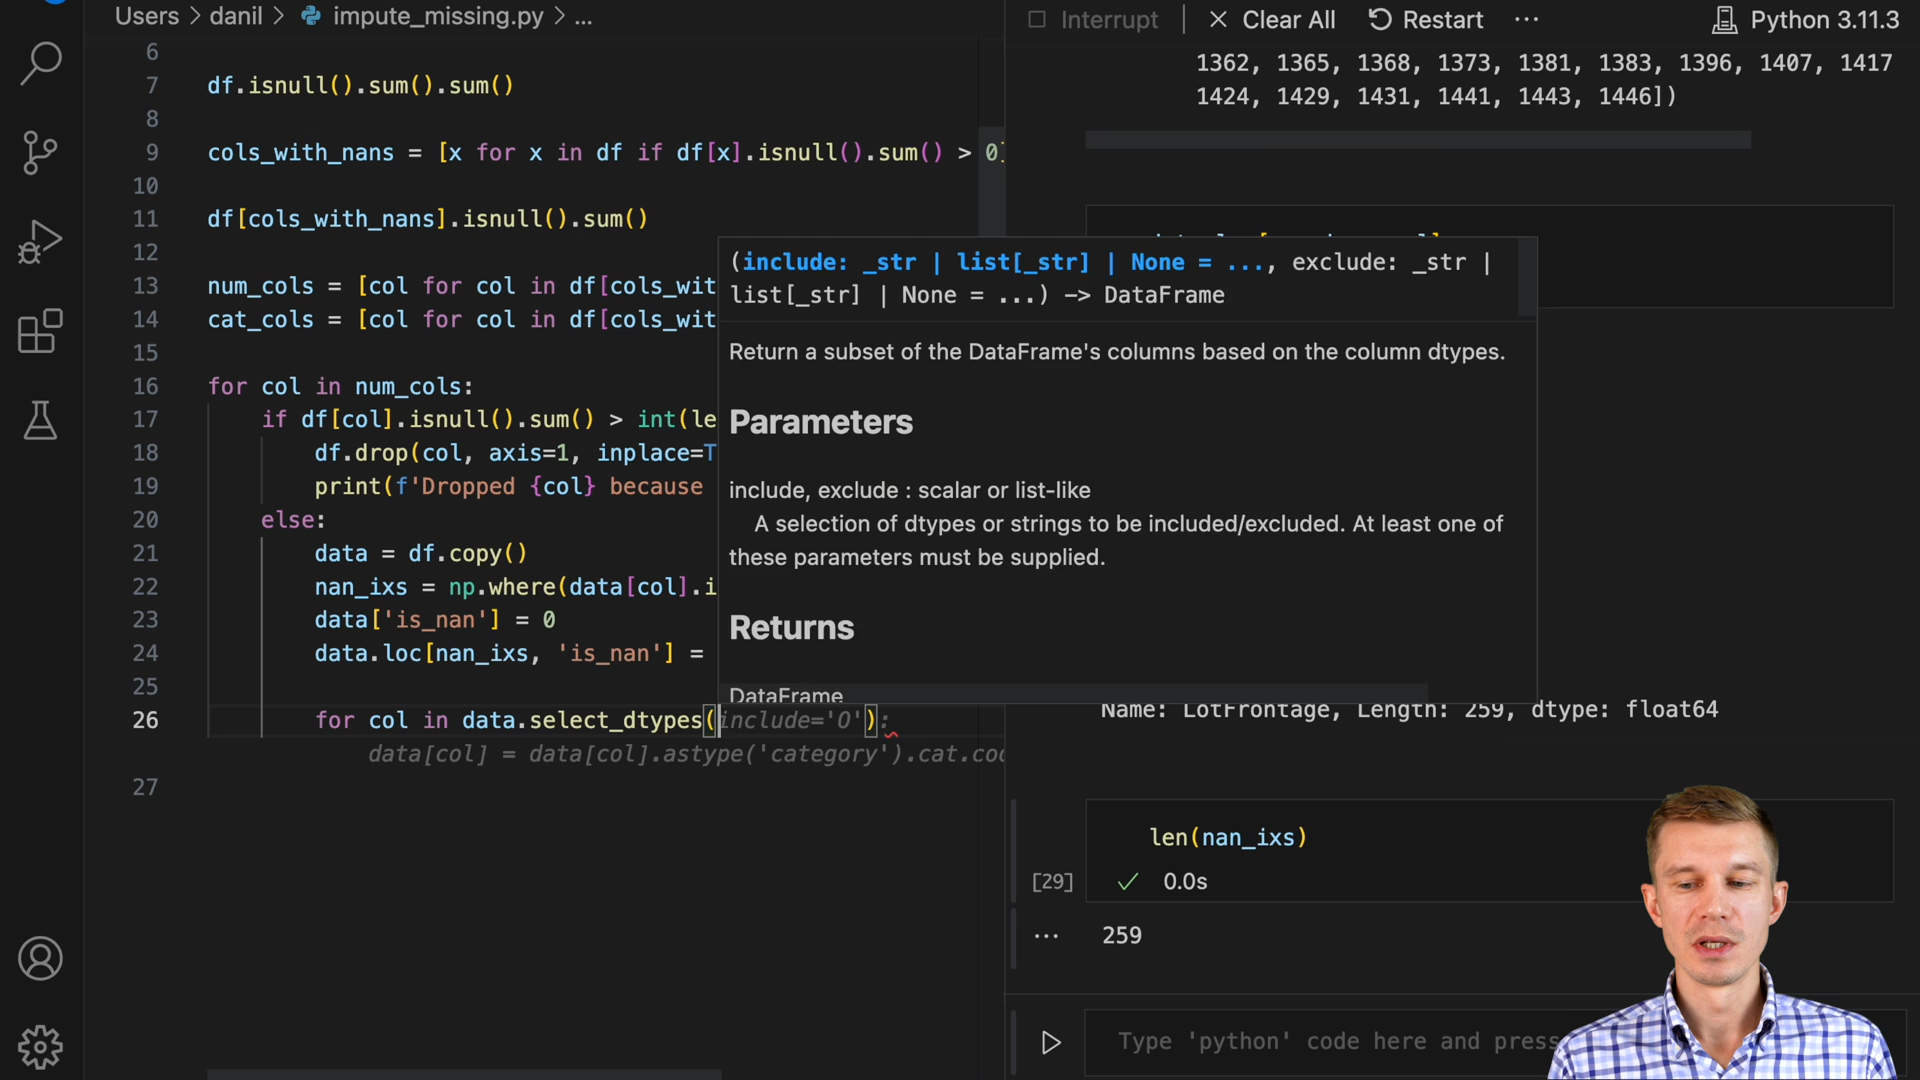 Users > danil > impute_missing.py > ...
6
7 df.isnull().sum().sum()
8
9 cols_with_nans = [x for x in df if df[x].isnull().sum() > 0]
10
11 df[cols_with_nans].isnull().sum()
12
13 num_cols = [col for col in df[cols_wit
14 cat_cols = [col for col in df[cols_wit
15
16 for col in num_cols:
17 if df[col].isnull().sum() > int(le
18 df.drop(col, axis=1, inplace=T
19 print(f'Dropped {col} because
20 else:
21 data = df.copy()
22 nan_ixs = np.where(data[col].i
23 data['is_nan'] = 0
24 data.loc[nan_ixs, 'is_nan'] =
25
26 for col in data.select_dtypes(include='O'):
data[col] = data[col].astype('category').cat.co
27
(include: _str | list[_str] | None = ..., exclude: _str |
list[_str] | None = ...) -> DataFrame
Return a subset of the DataFrame's columns based on the column dtypes.
Parameters
include, exclude : scalar or list-like
A selection of dtypes or strings to be included/excluded. At least one of
these parameters must be supplied.
Returns
DataFrame
Interrupt | Clear All Restart ... Python 3.11.3
1362, 1365, 1368, 1373, 1381, 1383, 1396, 1407, 1417
1424, 1429, 1431, 1441, 1443, 1446])
Name: LotFrontage, Length: 259, dtype: float64
len(nan_ixs)
[29] ✓ 0.0s
... 259
Type 'python' code here and press